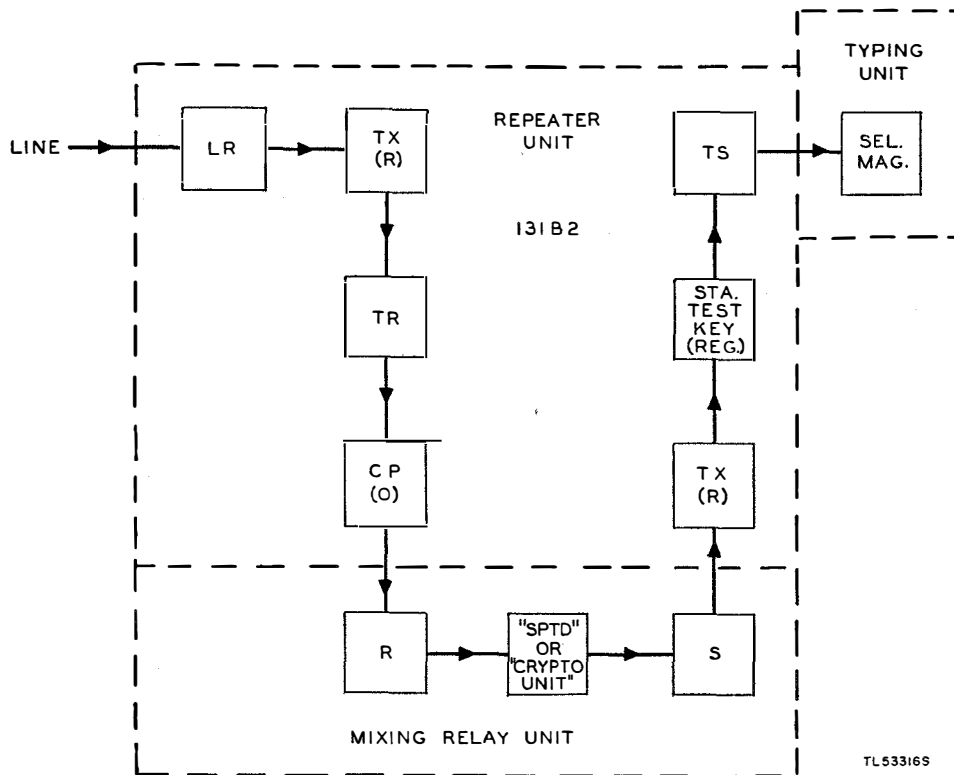 LINE
LR
TX
(R)
TR
CP
(O)
REPEATER
UNIT
131B2
TYPING
UNIT
TS
SEL.
MAG.
STA.
TEST
KEY
(REG.)
TX
(R)
R
"SPTD"
OR
"CRYPTO
UNIT"
S
MIXING RELAY UNIT
TL53316S